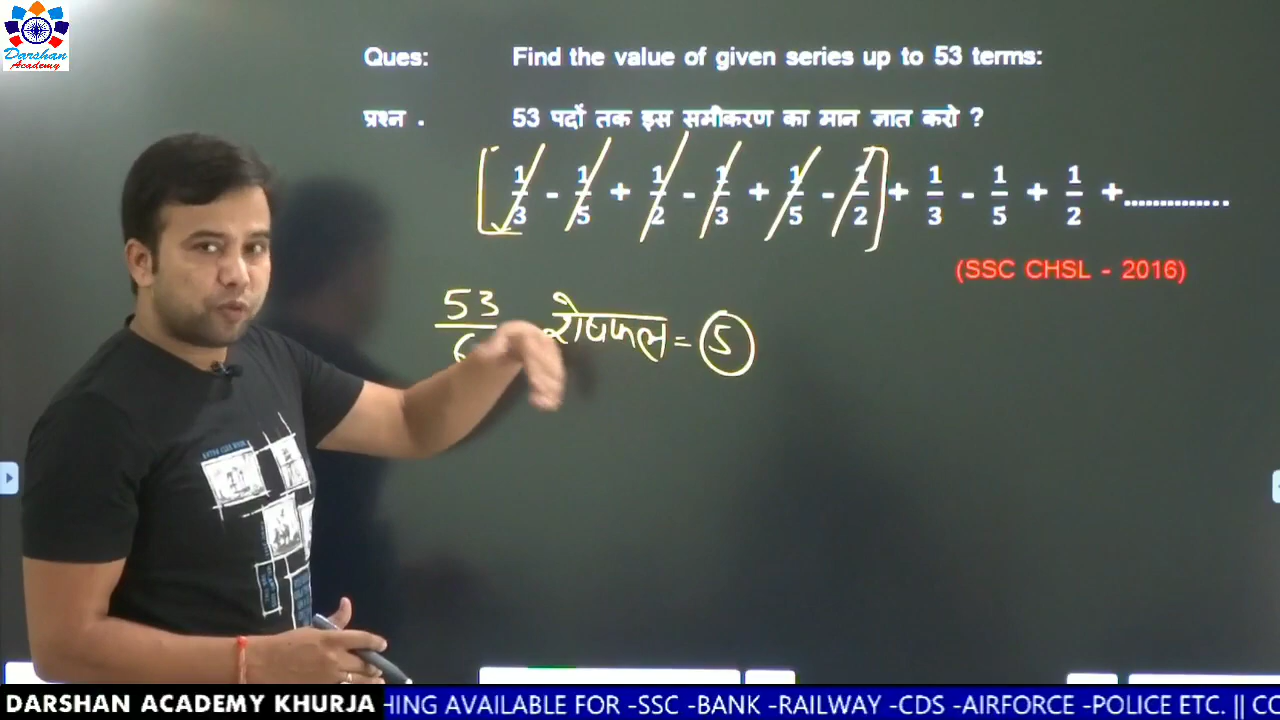 Darshan
Academy
Ques: Find the value of given series up to 53 terms:
प्रश्न . 53 पदों तक इस समीकरण का मान ज्ञात करो ?
1/3 - 1/5 + 1/2 - 1/3 + 1/5 - 1/2 + 1/3 - 1/5 + 1/2 +..............
(SSC CHSL - 2016)
53/6 शेषफल = 5
DARSHAN ACADEMY KHURJA HING AVAILABLE FOR -SSC -BANK -RAILWAY -CDS -AIRFORCE -POLICE ETC. || CO